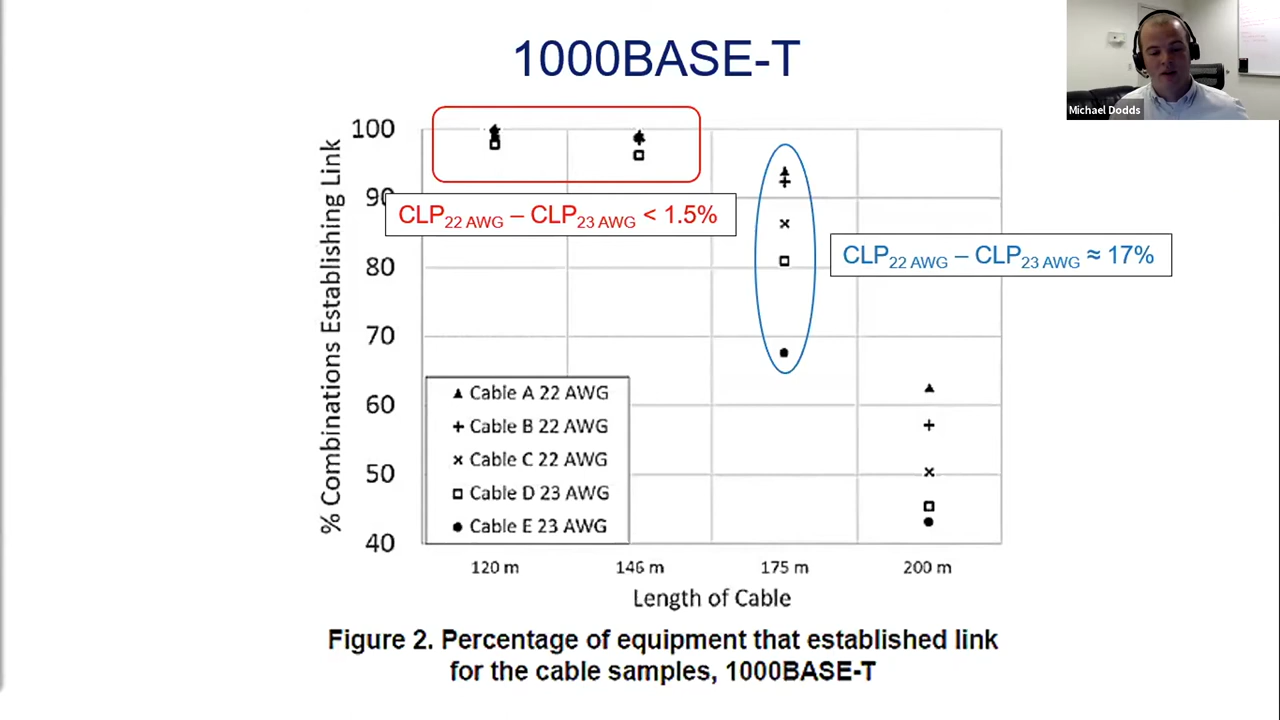 1000BASE-T
Michael Dodds
% Combinations Establishing Link
100
90
80
70
60
50
40
CLP22 AWG – CLP23 AWG < 1.5%
CLP22 AWG – CLP23 AWG ≈ 17%
Cable A 22 AWG
Cable B 22 AWG
Cable C 22 AWG
Cable D 23 AWG
Cable E 23 AWG
120 m 146 m 175 m 200 m
Length of Cable
Figure 2. Percentage of equipment that established link
for the cable samples, 1000BASE-T